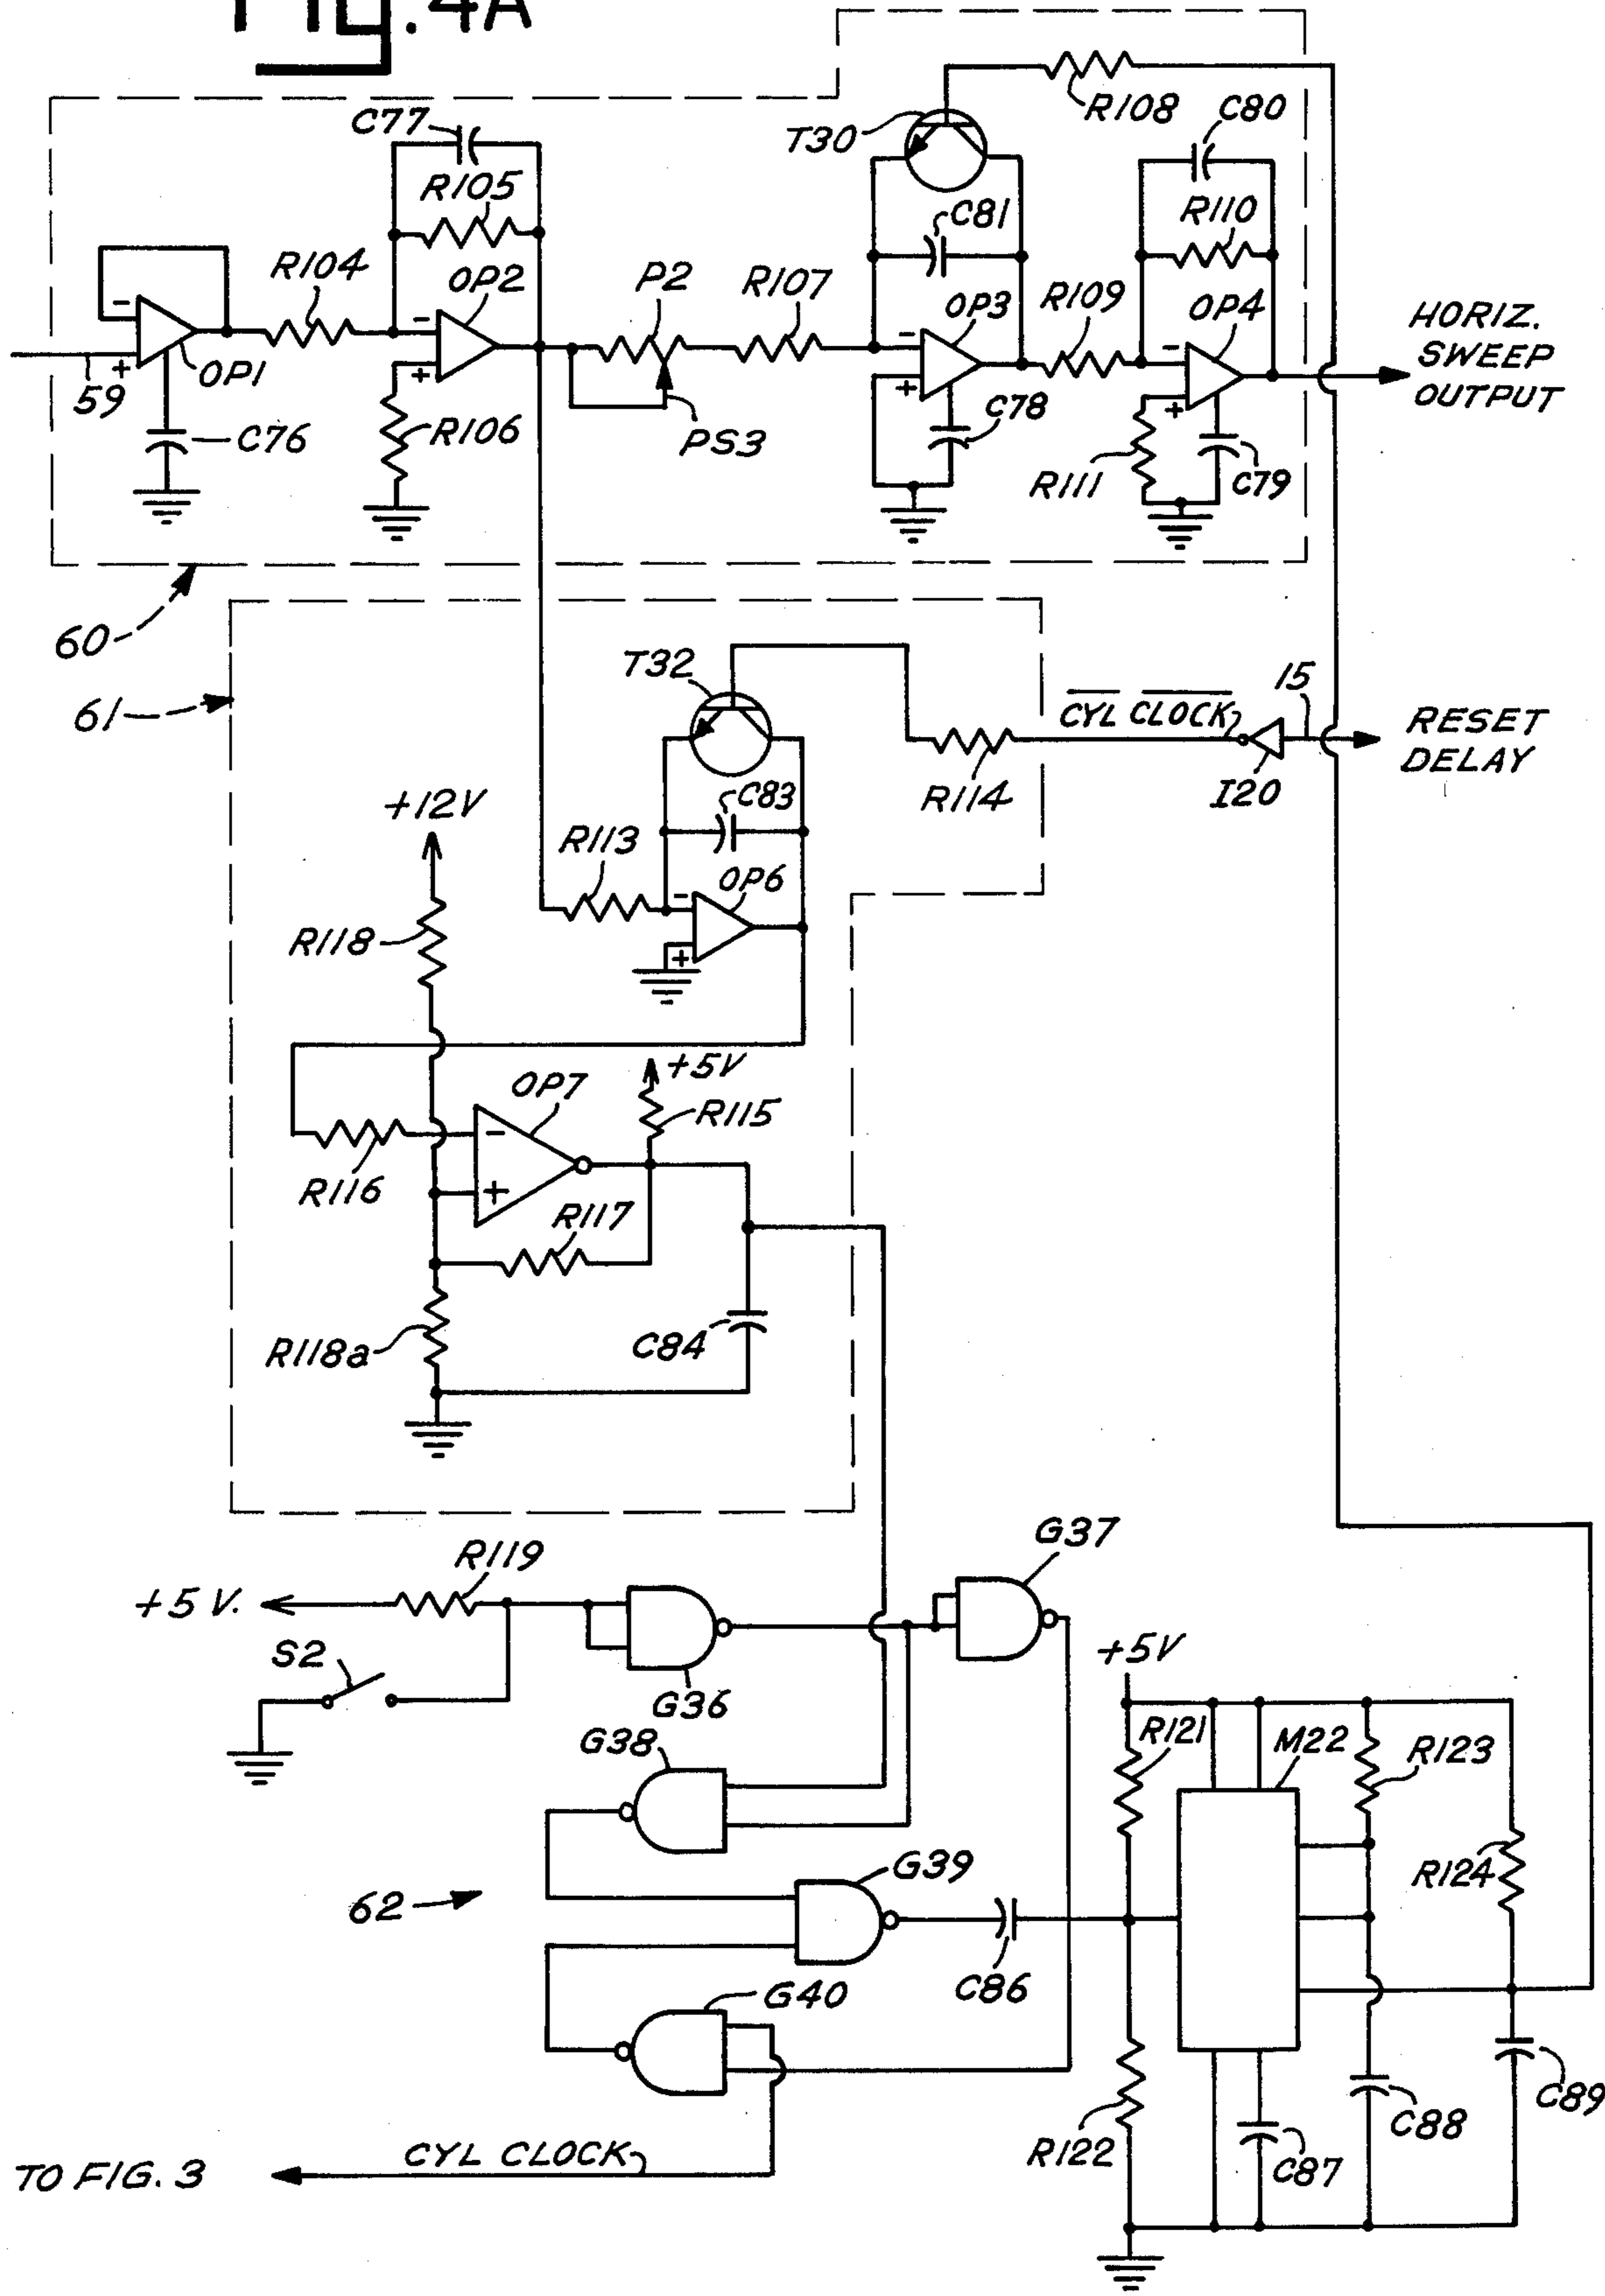 Fig. 4A
C77
R105
R104
OP2
OP1
59
C76
R106
P2
R107
PS3
T30
R108
C81
OP3
R109
C78
C80
R110
OP4
R111
C79
HORIZ.
SWEEP
OUTPUT
60
61
T32
CYL CLOCK
15
RESET
DELAY
I20
R114
+12V
C83
R113
OP6
R118
+5V
OP7
R115
R116
R117
R118a
C84
R119
+5 V.
S2
G36
G37
G38
+5V
R121
M22
R123
R124
G39
62
C86
G40
R122
C87
C88
C89
CYL CLOCK
TO FIG. 3